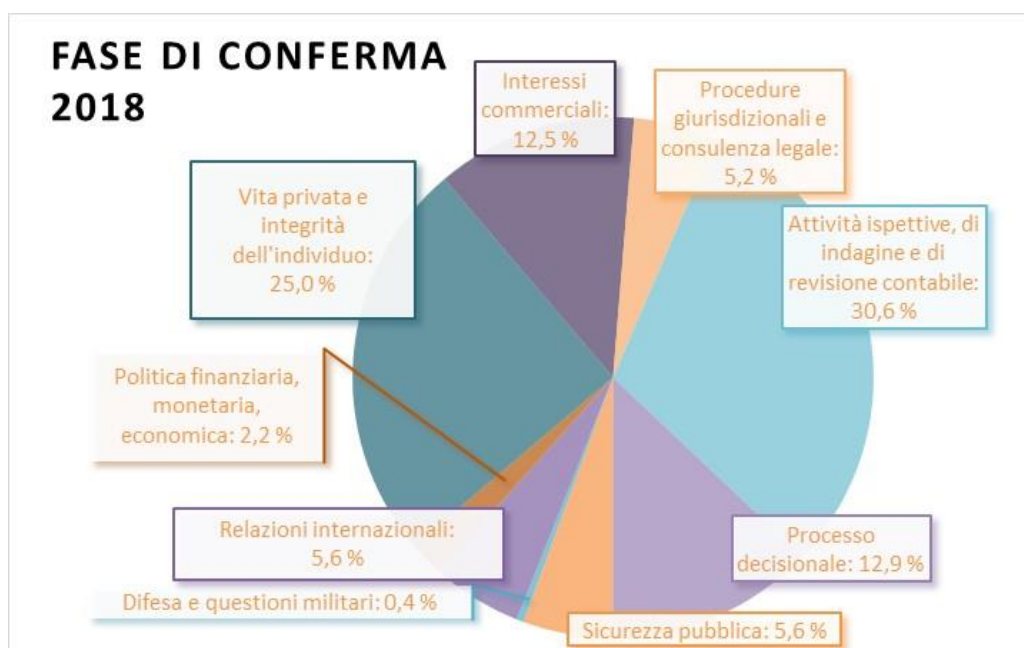 FASE DI CONFERMA
2018
Interessi
commerciali:
12,5 %
Procedure
giurisdizionali e
consulenza legale:
5,2 %
Vita privata e
integrità
dell'individuo:
25,0 %
Attività ispettive, di
indagine e di
revisione contabile:
30,6 %
Politica finanziaria,
monetaria,
economica: 2,2 %
Relazioni internazionali:
5,6 %
Processo
decisionale: 12,9 %
Difesa e questioni militari: 0,4 %
Sicurezza pubblica: 5,6 %